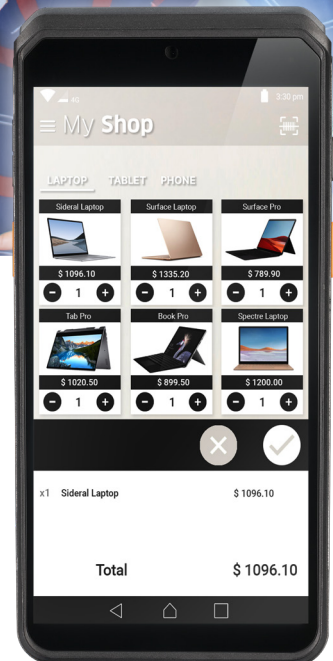 4G 3:30 pm
My Shop
LAPTOP TABLET PHONE
Sideral Laptop Surface Laptop Surface Pro
$ 1096.10 $ 1335.20 $ 789.90
- 1 + - 1 + - 1 +
Tab Pro Book Pro Spectre Laptop
$ 1020.50 $ 899.50 $ 1200.00
- 1 + - 1 + - 1 +
x1 Sideral Laptop $ 1096.10
Total $ 1096.10